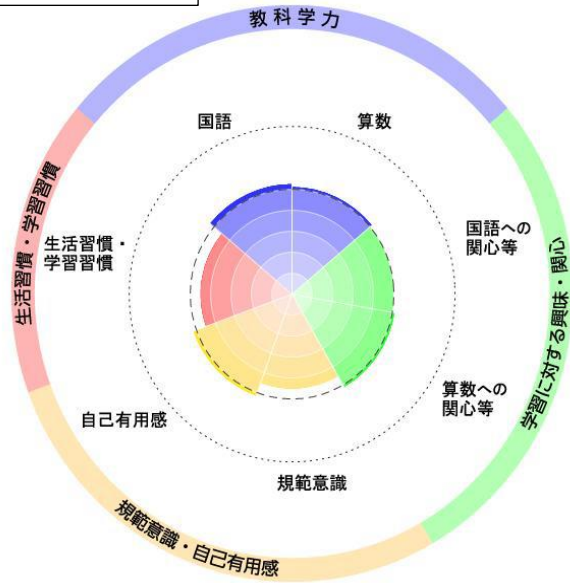 教科学力
国語
算数
生活習慣・学習習慣
生活習慣・
学習習慣
国語への
関心等
学習に対する興味・関心
算数への
関心等
自己有用感
規範意識
規範意識・自己有用感